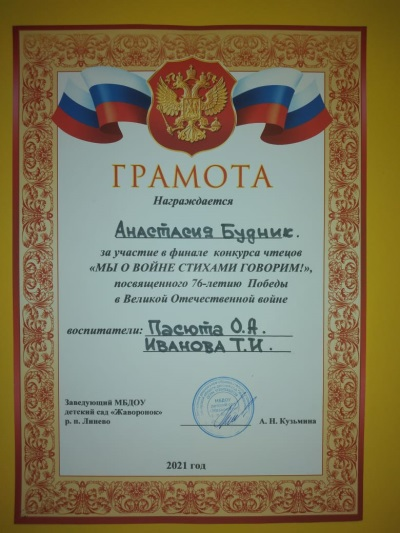 ГРАМОТА
Награждается
Анастасия Будник.
за участие в финале конкурса чтецов
«МЫ О ВОЙНЕ СТИХАМИ ГОВОРИМ!»,
посвященного 76-летию Победы
в Великой Отечественной войне
воспитатели: Пасюта О.А.
Иванова Т.И.
Заведующий МБДОУ
детский сад «Жаворонок»
р. п. Линево А. Н. Кузьмина
2021 год